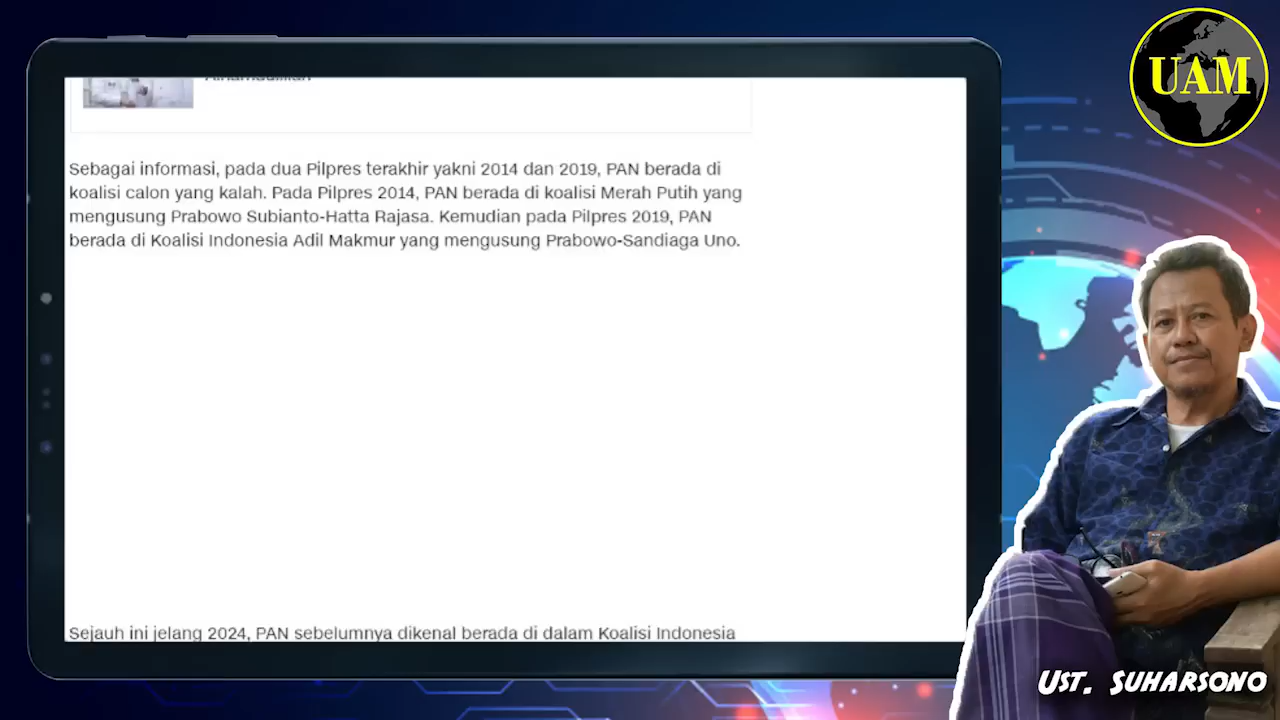 UAM
Sebagai informasi, pada dua Pilpres terakhir yakni 2014 dan 2019, PAN berada di
koalisi calon yang kalah. Pada Pilpres 2014, PAN berada di koalisi Merah Putih yang
mengusung Prabowo Subianto-Hatta Rajasa. Kemudian pada Pilpres 2019, PAN
berada di Koalisi Indonesia Adil Makmur yang mengusung Prabowo-Sandiaga Uno.
Sejauh ini jelang 2024, PAN sebelumnya dikenal berada di dalam Koalisi Indonesia
UST. SUHARSONO